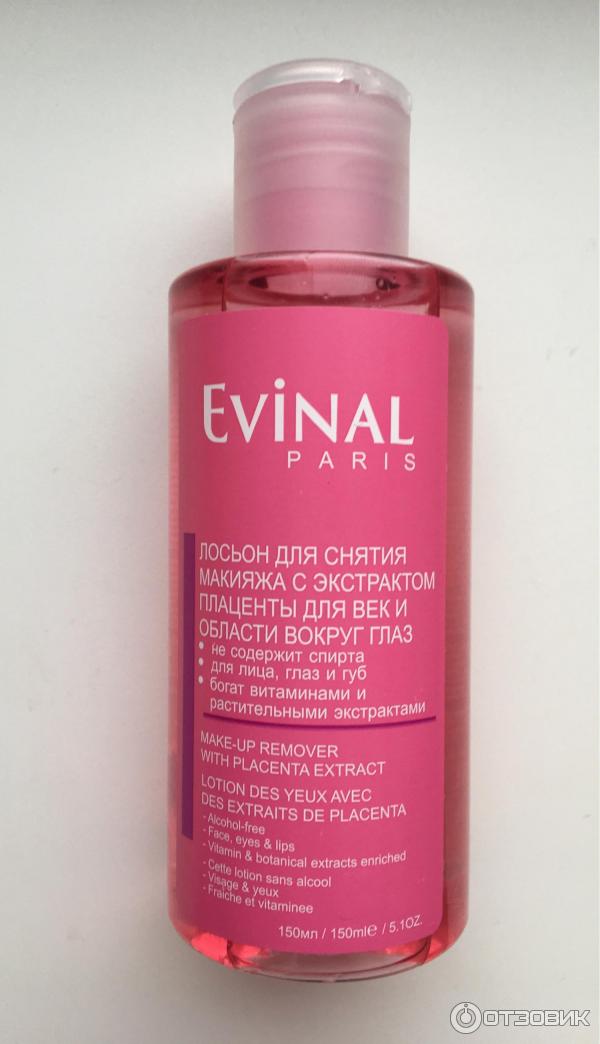 EViNAL
PARIS
ЛОСЬОН ДЛЯ СНЯТИЯ
МАКИЯЖА С ЭКСТРАКТОМ
ПЛАЦЕНТЫ ДЛЯ ВЕК И
ОБЛАСТИ ВОКРУГ ГЛАЗ
• не содержит спирта
• для лица, глаз и губ
• богат витаминами и
растительными экстрактами
MAKE-UP REMOVER
WITH PLACENTA EXTRACT
LOTION DES YEUX AVEC
DES EXTRAITS DE PLACENTA
- Alcohol-free
- Face, eyes & lips
- Vitamin & botanical extracts enriched
- Cette lotion sans alcool
- Visage & yeux
- Fraîche et vitaminee
150мл / 150ml℮ / 5.1OZ.
ОТЗОВИК